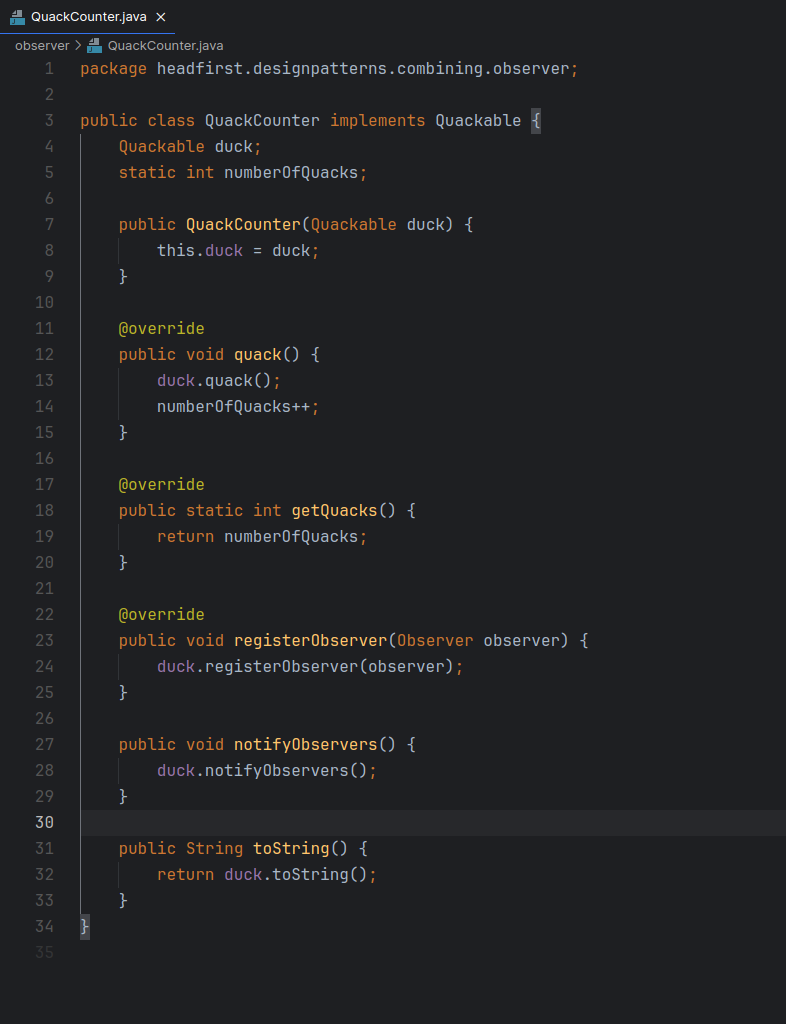 QuackCounter.java
observer > QuackCounter.java
1 package headfirst.designpatterns.combining.observer;
2
3 public class QuackCounter implements Quackable {
4     Quackable duck;
5     static int numberOfQuacks;
6
7     public QuackCounter(Quackable duck) {
8         this.duck = duck;
9     }
10
11     @override
12     public void quack() {
13         duck.quack();
14         numberOfQuacks++;
15     }
16
17     @override
18     public static int getQuacks() {
19         return numberOfQuacks;
20     }
21
22     @override
23     public void registerObserver(Observer observer) {
24         duck.registerObserver(observer);
25     }
26
27     public void notifyObservers() {
28         duck.notifyObservers();
29     }
30
31     public String toString() {
32         return duck.toString();
33     }
34 }
35